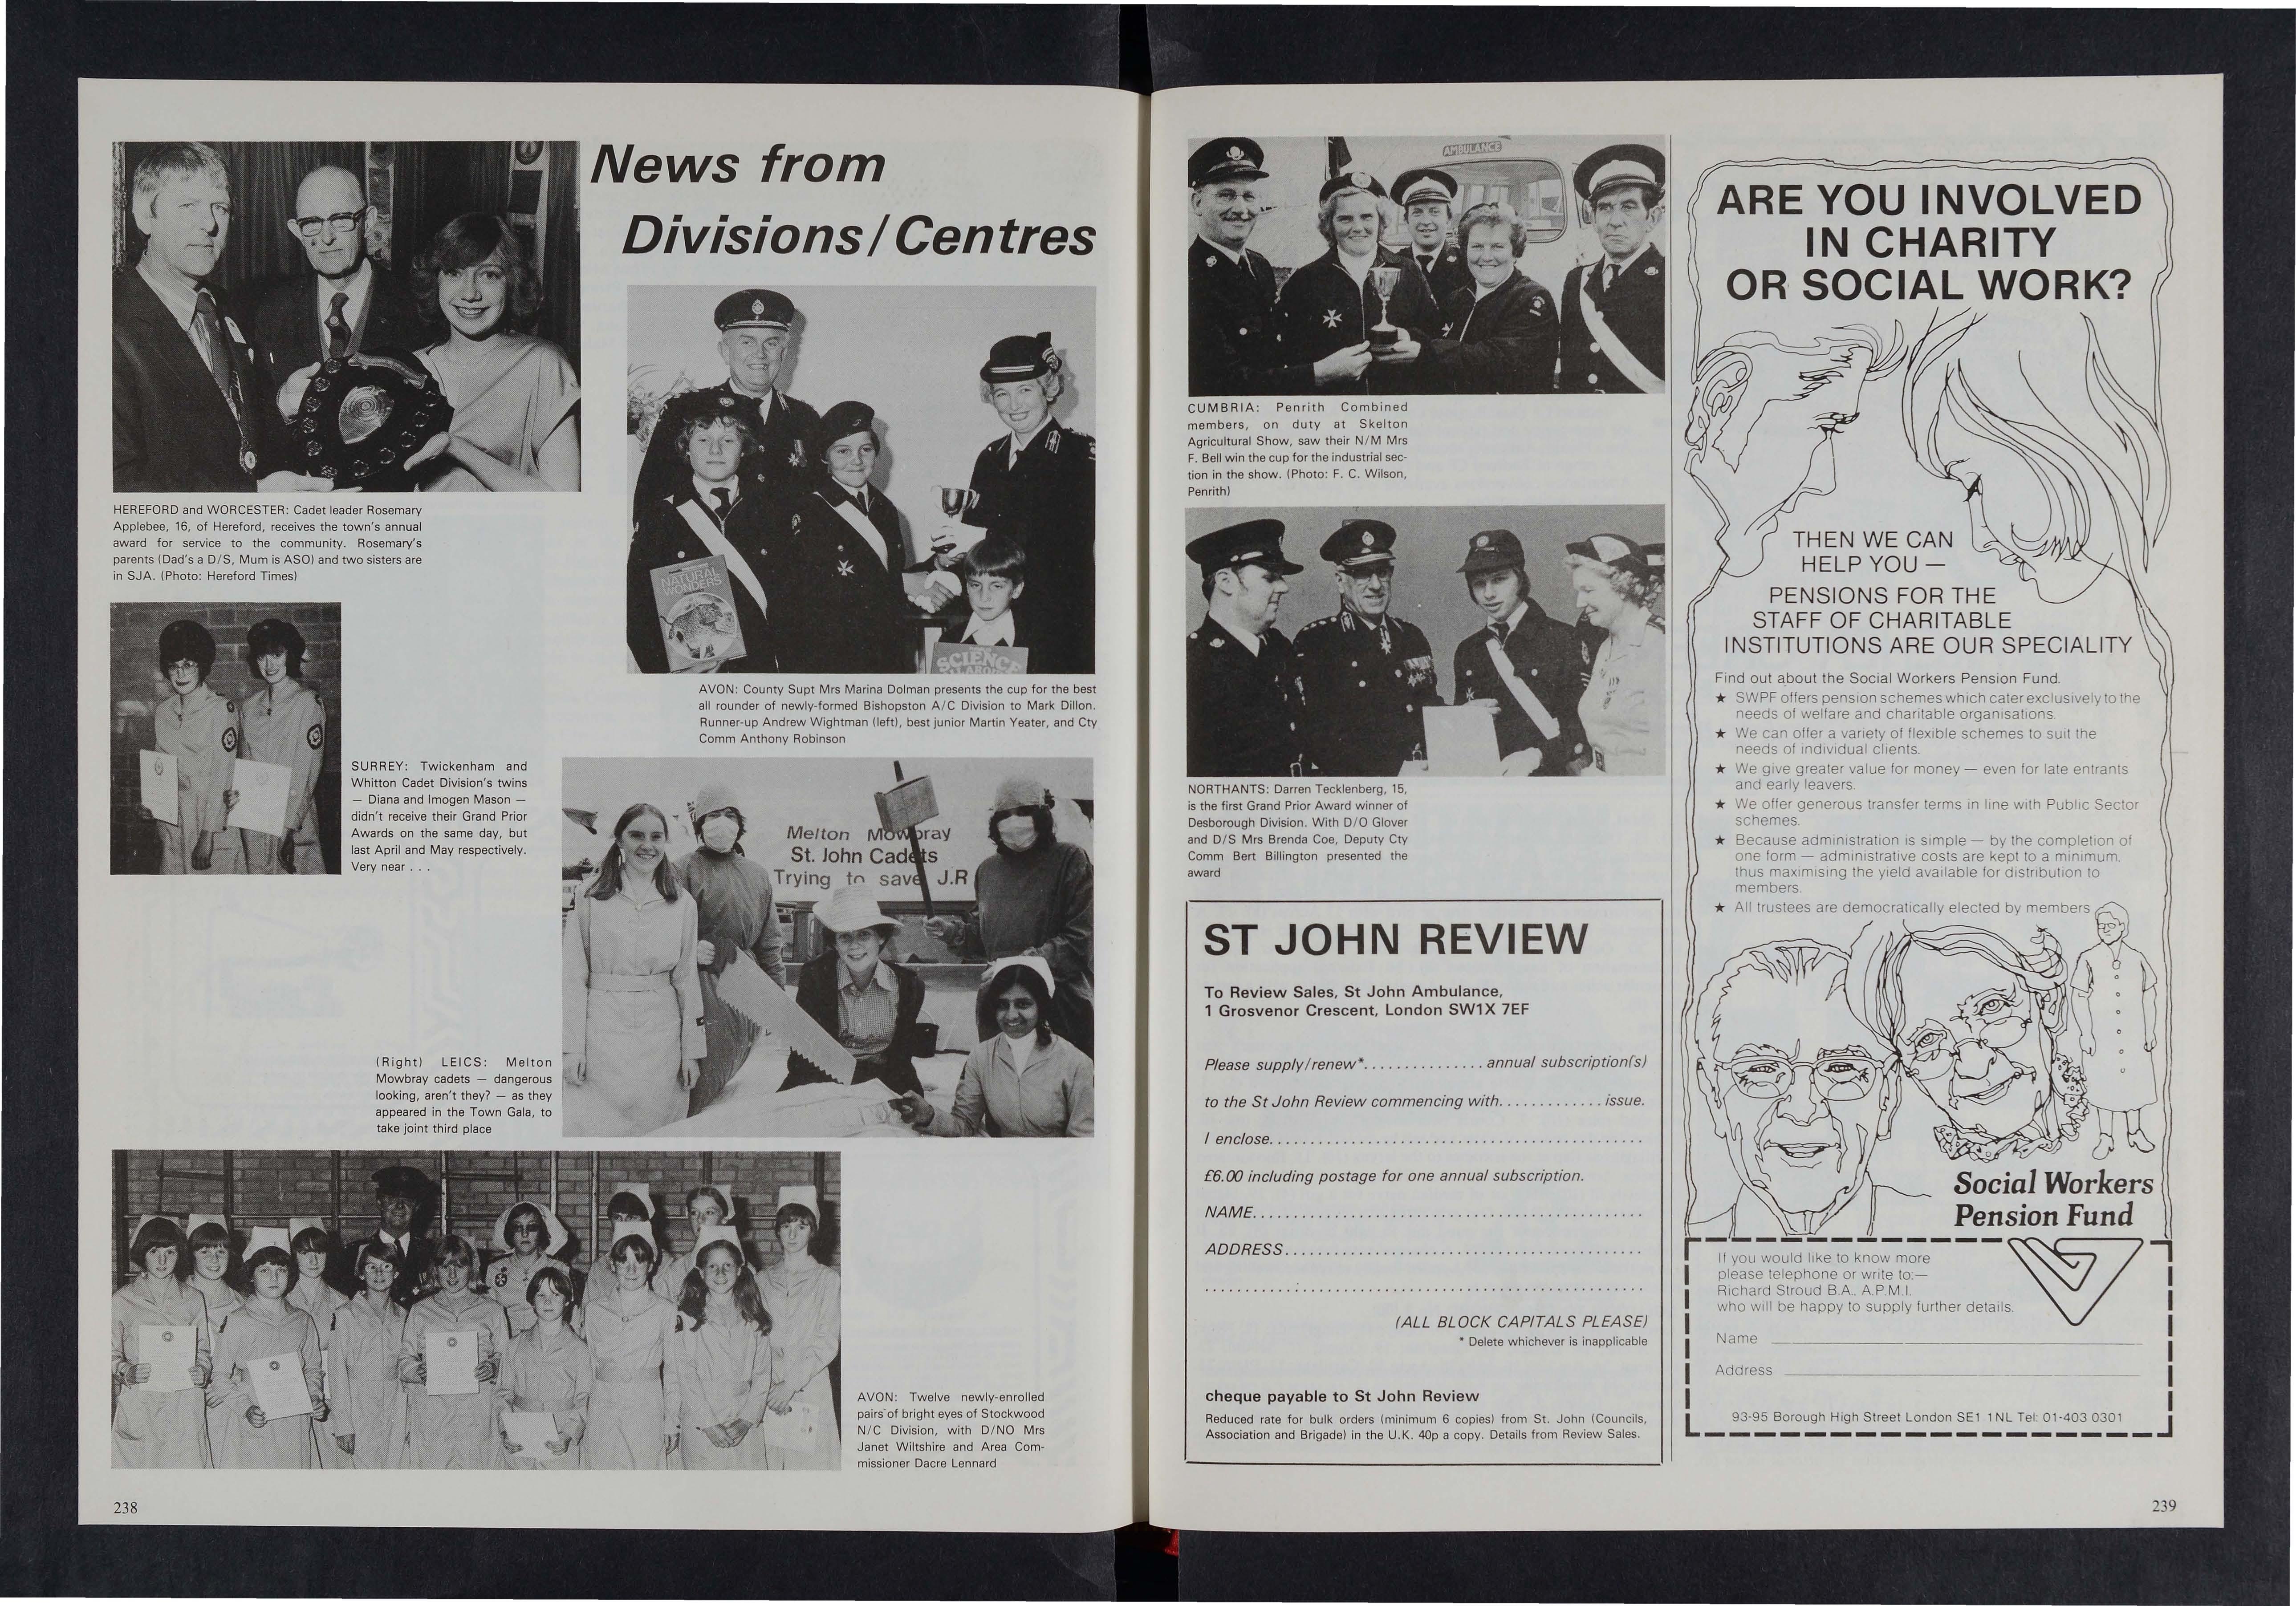 News from
Divisions/Centres
HEREFORD and WORCESTER: Cadet leader Rosemary
Applebee, 16, of Hereford, receives the town's annual
award for service to the community. Rosemary's
parents (Dad's a D/S, Mum is ASO) and two sisters are
in SJA. (Photo: Hereford Times)
NATURAL
WONDERS
SCIENCE
AVON: County Supt Mrs Marina Dolman presents the cup for the best
all rounder of newly-formed Bishopston A/C Division to Mark Dillon.
Runner-up Andrew Wightman (left), best junior Martin Yeater, and Cty
Comm Anthony Robinson
SURREY: Twickenham and
Whitton Cadet Division's twins
— Diana and Imogen Mason —
didn't receive their Grand Prior
Awards on the same day, but
last April and May respectively.
Very near . . .
Melton Mowbray
St. John Cadets
Trying to save J.R
(Right) LEICS: Melton
Mowbray cadets — dangerous
looking, aren't they? — as they
appeared in the Town Gala, to
take joint third place
AVON: Twelve newly-enrolled
pairs of bright eyes of Stockwood
N/C Division, with D/NO Mrs
Janet Wiltshire and Area Com-
missioner Dacre Lennard
238
AMBULANCE
CUMBRIA: Penrith Combined
members, on duty at Skelton
Agricultural Show, saw their N/M Mrs
F. Bell win the cup for the industrial sec-
tion in the show. (Photo: F. C. Wilson,
Penrith)
NORTHANTS: Darren Tecklenberg, 15,
is the first Grand Prior Award winner of
Desborough Division. With D/O Glover
and D/S Mrs Brenda Coe, Deputy Cty
Comm Bert Billington presented the
award
ST JOHN REVIEW
To Review Sales, St John Ambulance,
1 Grosvenor Crescent, London SW1X 7EF
Please supply/renew*............... annual subscription(s)
to the St John Review commencing with............. issue.
I enclose..............................................
£6.00 including postage for one annual subscription.
NAME................................................
ADDRESS............................................
......................................................
(ALL BLOCK CAPITALS PLEASE)
* Delete whichever is inapplicable
cheque payable to St John Review
Reduced rate for bulk orders (minimum 6 copies) from St. John (Councils,
Association and Brigade) in the U.K. 40p a copy. Details from Review Sales.
ARE YOU INVOLVED
IN CHARITY
OR SOCIAL WORK?
THEN WE CAN
HELP YOU —
PENSIONS FOR THE
STAFF OF CHARITABLE
INSTITUTIONS ARE OUR SPECIALITY
Find out about the Social Workers Pension Fund.
★ SWPF offers pension schemes which cater exclusively to the
needs of welfare and charitable organisations.
★ We can offer a variety of flexible schemes to suit the
needs of individual clients.
★ We give greater value for money — even for late entrants
and early leavers.
★ We offer generous transfer terms in line with Public Sector
schemes.
★ Because administration is simple — by the completion of
one form — administrative costs are kept to a minimum,
thus maximising the yield available for distribution to
members.
★ All trustees are democratically elected by members
Social Workers
Pension Fund
If you would like to know more
please telephone or write to:—
Richard Stroud B.A., A.P.M.I.
who will be happy to supply further details.
Name
Address
93-95 Borough High Street London SE1 1NL Tel: 01-403 0301
239